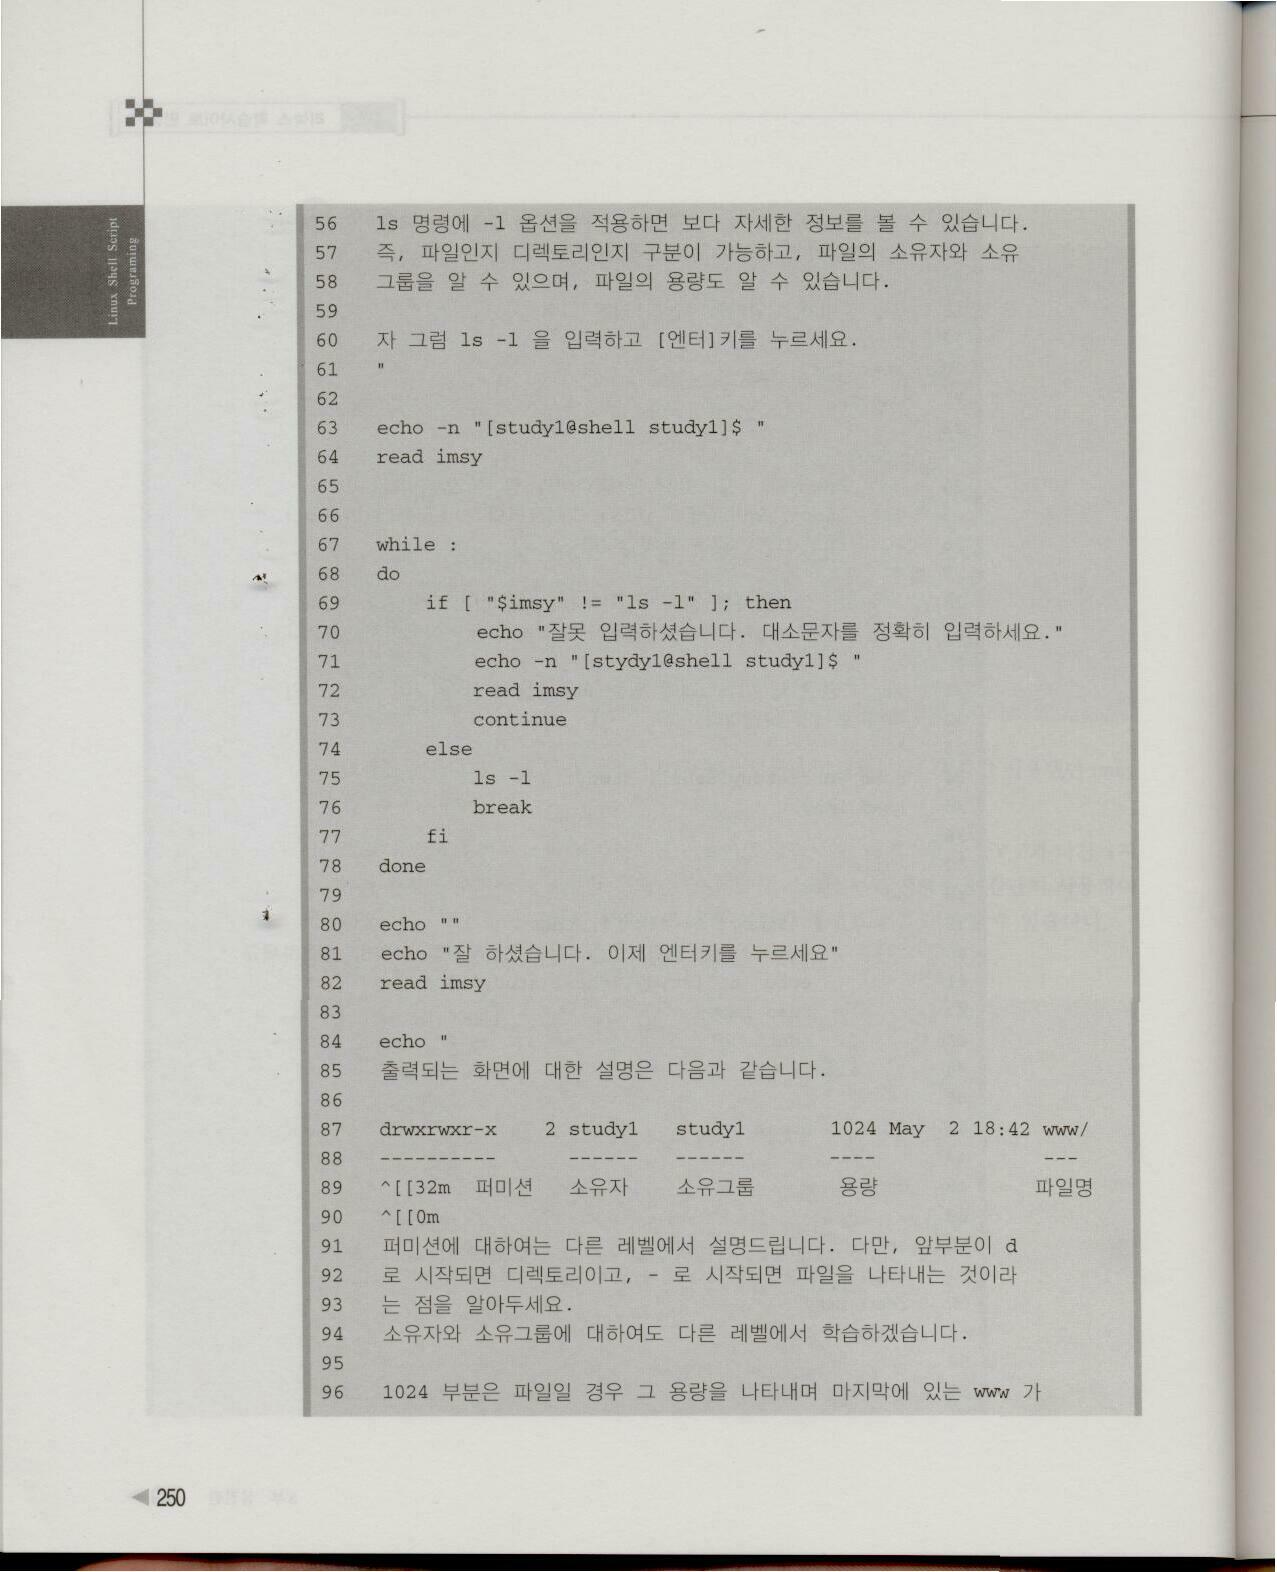 Linux Shell Script
Programing
56 ls 명령에 -l 옵션을 적용하면 보다 자세한 정보를 볼 수 있습니다.
57 즉, 파일인지 디렉토리인지 구분이 가능하고, 파일의 소유자와 소유
58 그룹을 알 수 있으며, 파일의 용량도 알 수 있습니다.
59
60 자 그럼 ls -l 을 입력하고 [엔터]키를 누르세요.
61 "
62
63 echo -n "[study1@shell study1]$ "
64 read imsy
65
66
67 while :
68 do
69 if [ "$imsy" != "ls -l" ]; then
70 echo "잘못 입력하셨습니다. 대소문자를 정확히 입력하세요."
71 echo -n "[stydy1@shell study1]$ "
72 read imsy
73 continue
74 else
75 ls -l
76 break
77 fi
78 done
79
80 echo ""
81 echo "잘 하셨습니다. 이제 엔터키를 누르세요"
82 read imsy
83
84 echo "
85 출력되는 화면에 대한 설명은 다음과 같습니다.
86
87 drwxrwxr-x 2 study1 study1 1024 May 2 18:42 www/
88 ---------- ------ ------ ---- ---
89 ^[[32m 퍼미션 소유자 소유그룹 용량 파일명
90 ^[[0m
91 퍼미션에 대하여는 다른 레벨에서 설명드립니다. 다만, 앞부분이 d
92 로 시작되면 디렉토리이고, - 로 시작되면 파일을 나타내는 것이라
93 는 점을 알아두세요.
94 소유자와 소유그룹에 대하여도 다른 레벨에서 학습하겠습니다.
95
96 1024 부분은 파일일 경우 그 용량을 나타내며 마지막에 있는 www 가
250